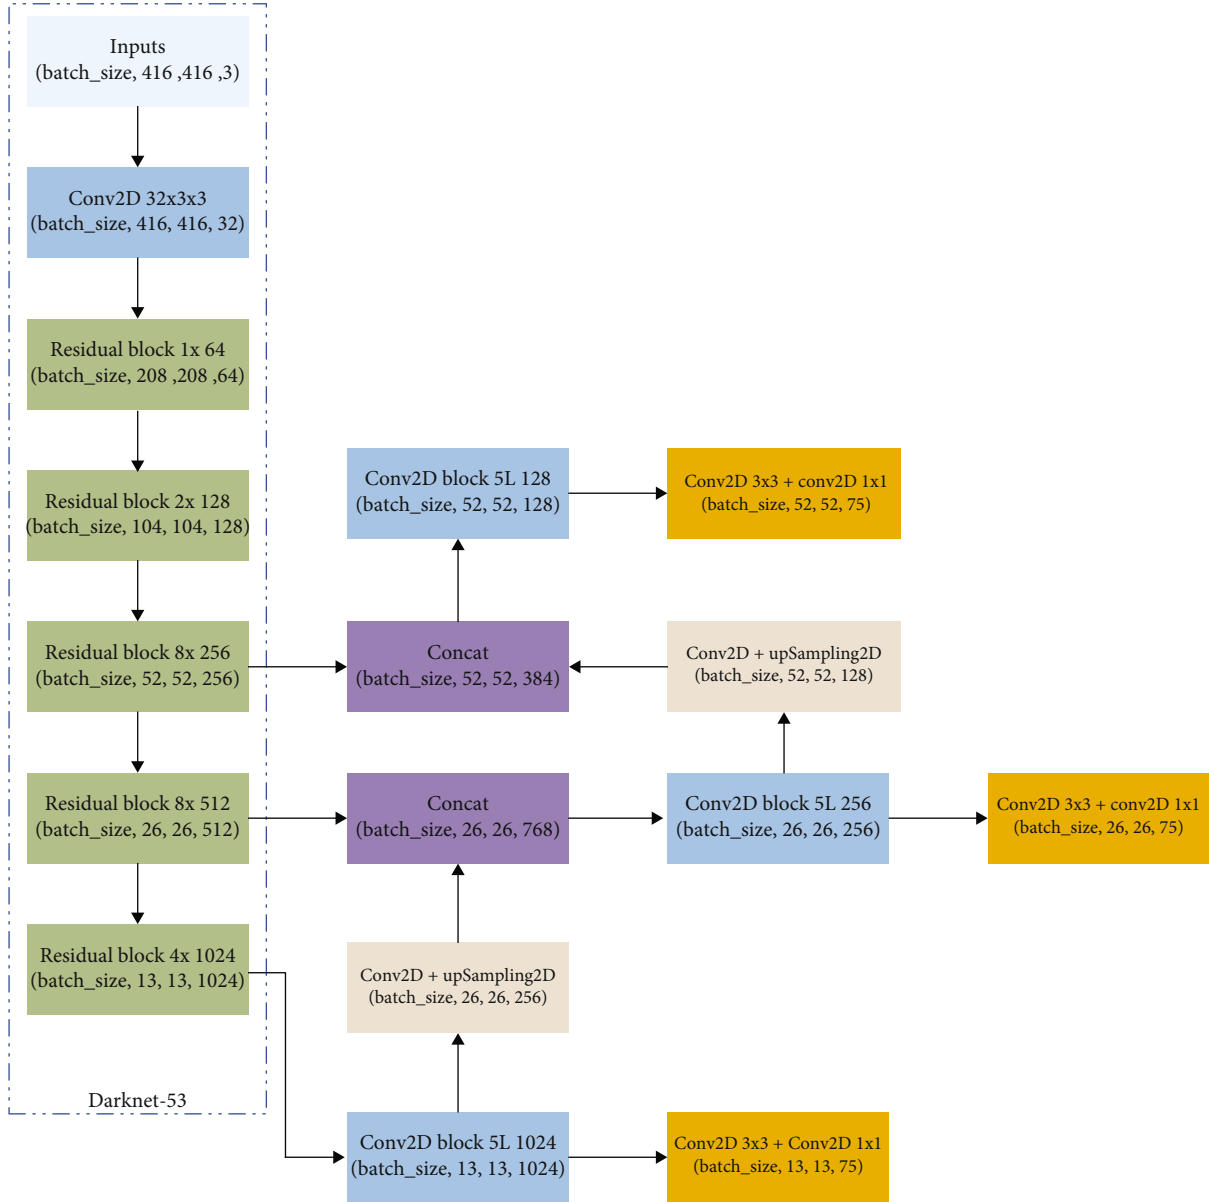 Inputs
(batch_size, 416 ,416 ,3)
Conv2D 32x3x3
(batch_size, 416, 416, 32)
Residual block 1x 64
(batch_size, 208 ,208 ,64)
Residual block 2x 128
(batch_size, 104, 104, 128)
Residual block 8x 256
(batch_size, 52, 52, 256)
Residual block 8x 512
(batch_size, 26, 26, 512)
Residual block 4x 1024
(batch_size, 13, 13, 1024)
Darknet-53
Conv2D block 5L 128
(batch_size, 52, 52, 128)
Conv2D 3x3 + conv2D 1x1
(batch_size, 52, 52, 75)
Concat
(batch_size, 52, 52, 384)
Conv2D + upSampling2D
(batch_size, 52, 52, 128)
Concat
(batch_size, 26, 26, 768)
Conv2D block 5L 256
(batch_size, 26, 26, 256)
Conv2D 3x3 + conv2D 1x1
(batch_size, 26, 26, 75)
Conv2D + upSampling2D
(batch_size, 26, 26, 256)
Conv2D block 5L 1024
(batch_size, 13, 13, 1024)
Conv2D 3x3 + Conv2D 1x1
(batch_size, 13, 13, 75)